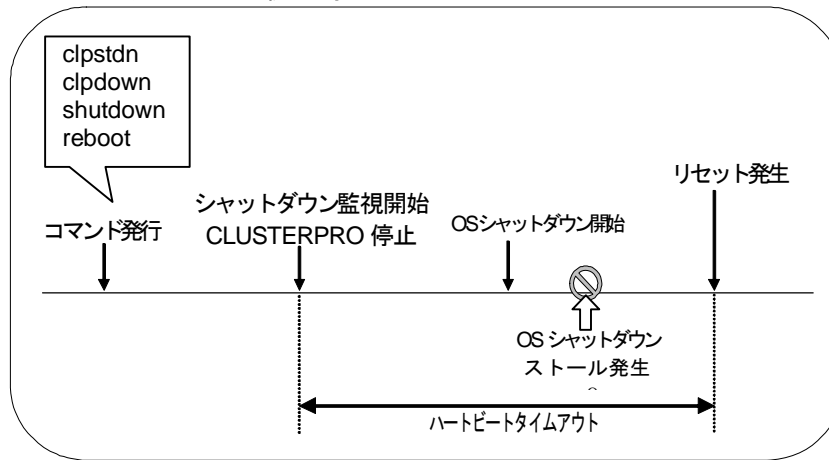 clpstdn
clpdown
shutdown
reboot
コマンド発行
シャットダウン監視開始
CLUSTERPRO 停止
OSシャットダウン開始
リセット発生
OS シャットダウン
ストール発生
ハートビートタイムアウト